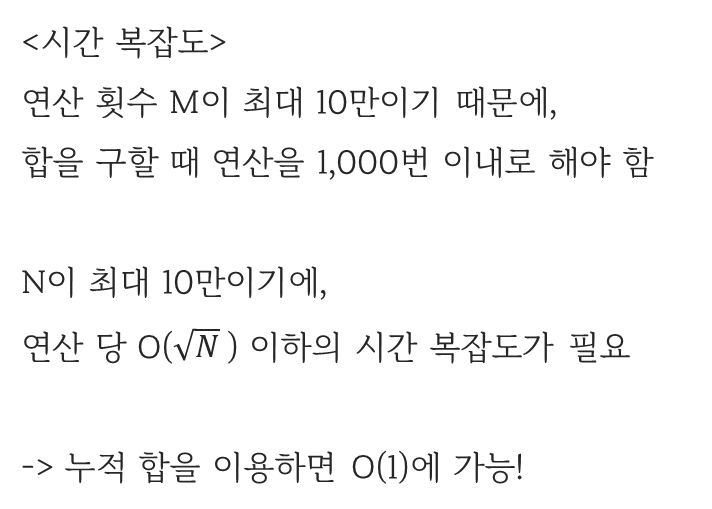 <시간 복잡도>
연산 횟수 M이 최대 10만이기 때문에,
합을 구할 때 연산을 1,000번 이내로 해야 함
N이 최대 10만이기에,
연산 당 O(√N) 이하의 시간 복잡도가 필요
-> 누적 합을 이용하면 O(1)에 가능!